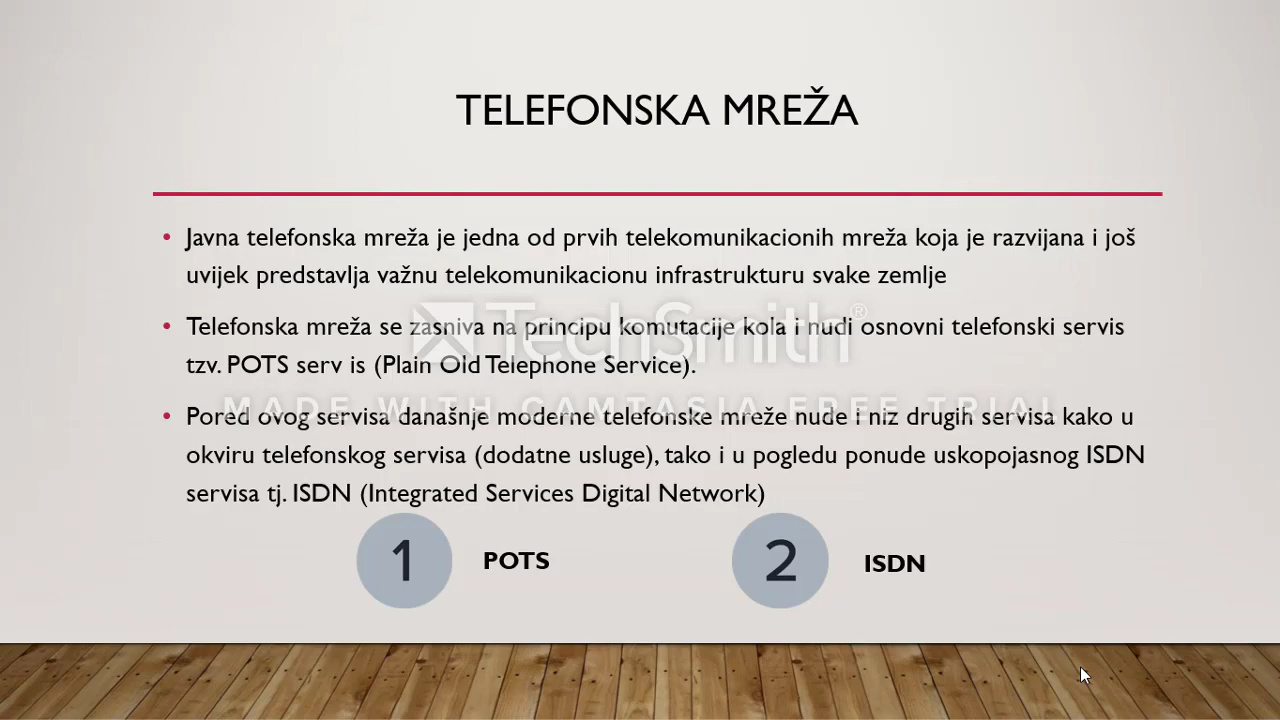 TELEFONSKA MREŽA
• Javna telefonska mreža je jedna od prvih telekomunikacionih mreža koja je razvijana i još
uvijek predstavlja važnu telekomunikacionu infrastrukturu svake zemlje
• Telefonska mreža se zasniva na principu komutacije kola i nudi osnovni telefonski servis
tzv. POTS serv is (Plain Old Telephone Service).
TechSmith®
MADE WITH CAMTASIA FREE TRIAL
• Pored ovog servisa današnje moderne telefonske mreže nude i niz drugih servisa kako u
okviru telefonskog servisa (dodatne usluge), tako i u pogledu ponude uskopojasnog ISDN
servisa tj. ISDN (Integrated Services Digital Network)
1 POTS 2 ISDN